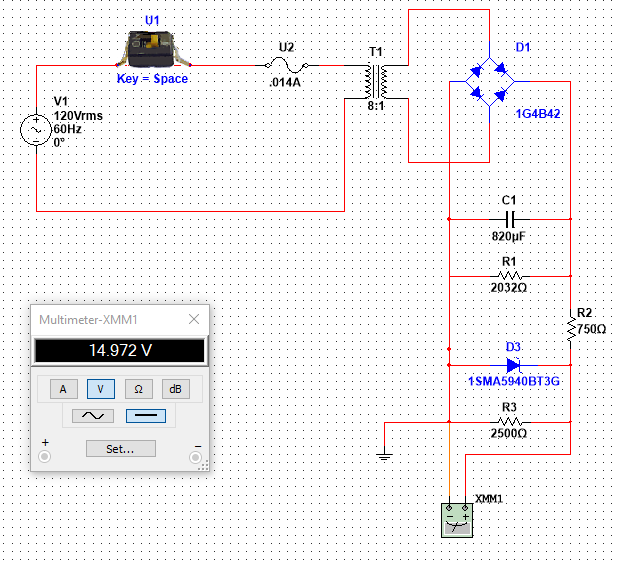 U1
Key = Space
U2
.014A
T1
8:1
D1
1G4B42
V1
120Vrms
60Hz
0°
C1
820µF
R1
2032Ω
R2
750Ω
D3
1SMA5940BT3G
R3
2500Ω
XMM1
Multimeter-XMM1
14.972 V
A
V
Ω
dB
Set...
+
−